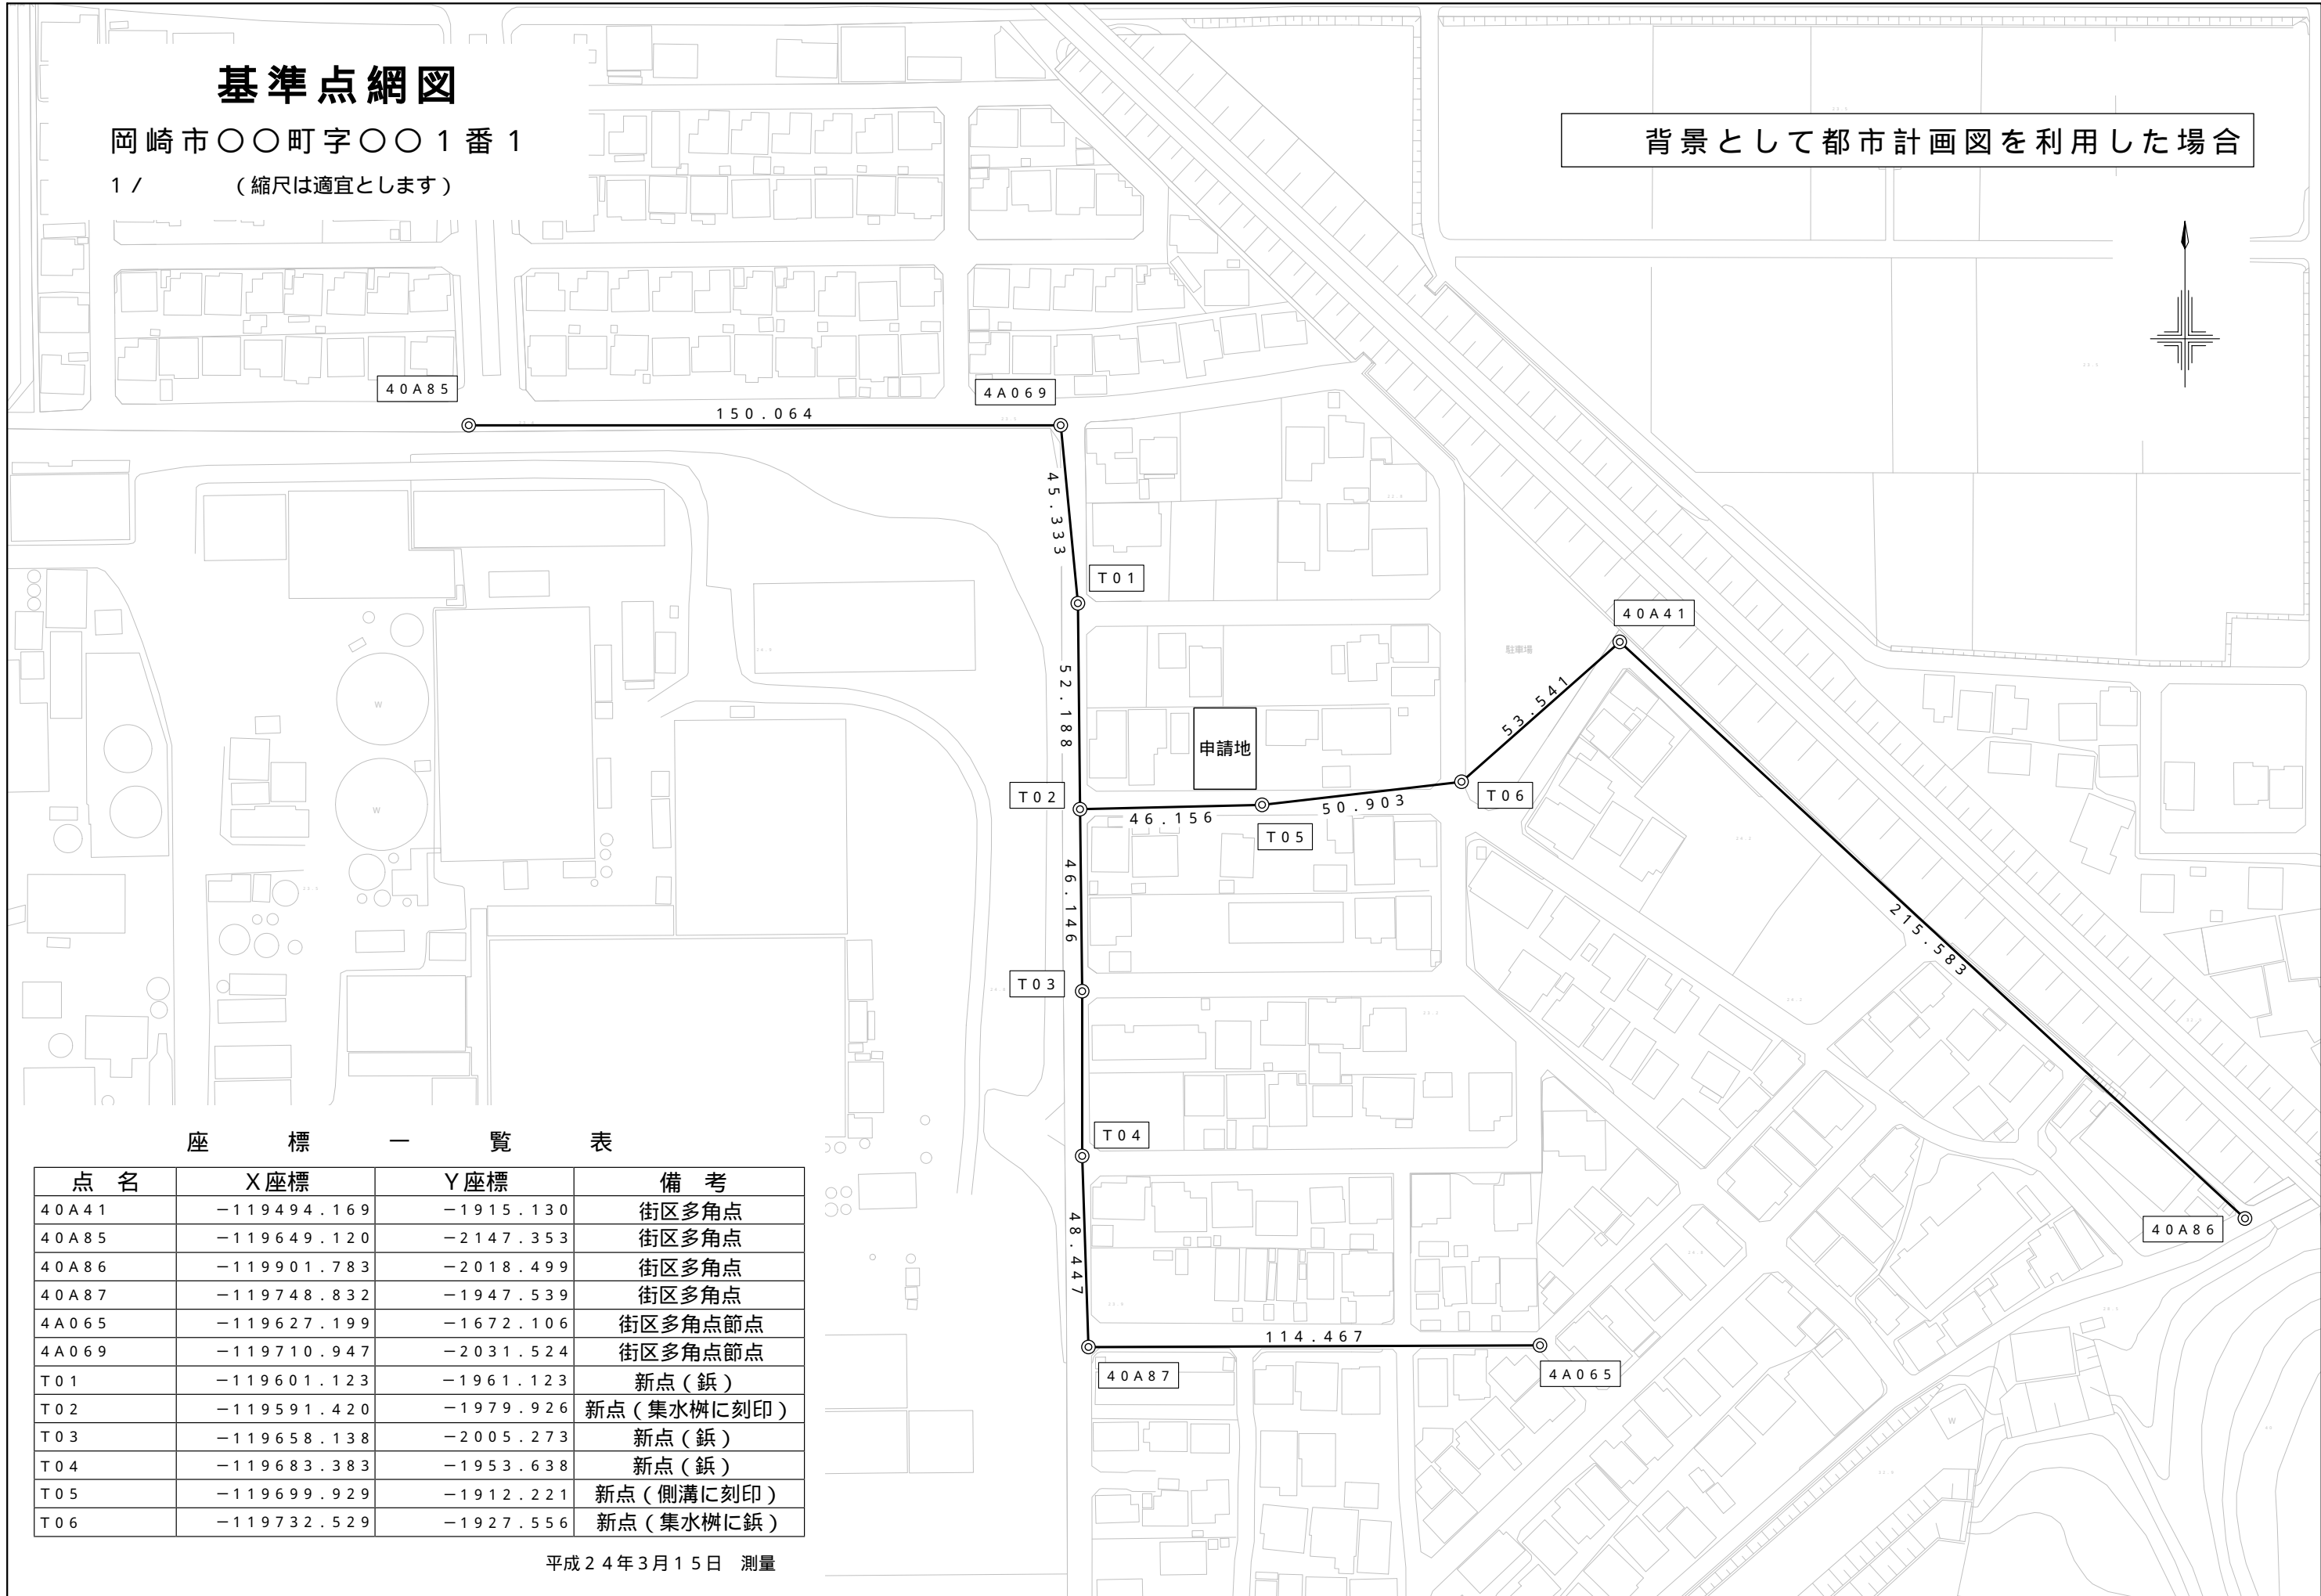 基準点網図
岡崎市〇〇町字〇〇1番1
1/ (縮尺は適宜とします)
背景として都市計画図を利用した場合
40A85
150.064
4A069
45.333
T01
52.188
40A41
駐車場
53.541
申請地
T02
46.156
T05
50.903
T06
46.146
215.583
T03
T04
48.447
40A86
114.467
40A87
4A065
W
W
W
座標一覧表
点名 X座標 Y座標 備考
40A41 －119494.169 －1915.130 街区多角点
40A85 －119649.120 －2147.353 街区多角点
40A86 －119901.783 －2018.499 街区多角点
40A87 －119748.832 －1947.539 街区多角点
4A065 －119627.199 －1672.106 街区多角点節点
4A069 －119710.947 －2031.524 街区多角点節点
T01 －119601.123 －1961.123 新点(鋲)
T02 －119591.420 －1979.926 新点(集水桝に刻印)
T03 －119658.138 －2005.273 新点(鋲)
T04 －119683.383 －1953.638 新点(鋲)
T05 －119699.929 －1912.221 新点(側溝に刻印)
T06 －119732.529 －1927.556 新点(集水桝に鋲)
平成24年3月15日 測量